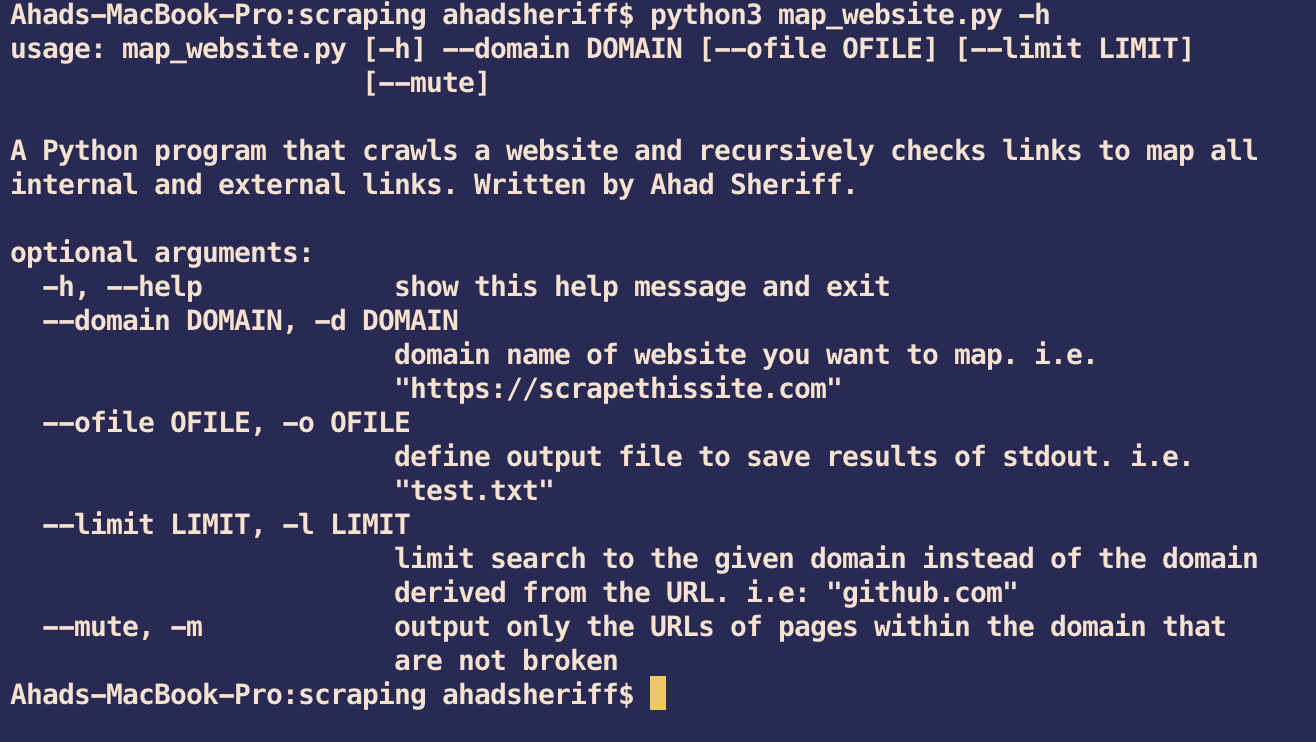 Ahads-MacBook-Pro:scraping ahadsheriff$ python3 map_website.py -h
usage: map_website.py [-h] --domain DOMAIN [--ofile OFILE] [--limit LIMIT]
                      [--mute]

A Python program that crawls a website and recursively checks links to map all
internal and external links. Written by Ahad Sheriff.

optional arguments:
  -h, --help            show this help message and exit
  --domain DOMAIN, -d DOMAIN
                        domain name of website you want to map. i.e.
                        "https://scrapethissite.com"
  --ofile OFILE, -o OFILE
                        define output file to save results of stdout. i.e.
                        "test.txt"
  --limit LIMIT, -l LIMIT
                        limit search to the given domain instead of the domain
                        derived from the URL. i.e: "github.com"
  --mute, -m            output only the URLs of pages within the domain that
                        are not broken
Ahads-MacBook-Pro:scraping ahadsheriff$